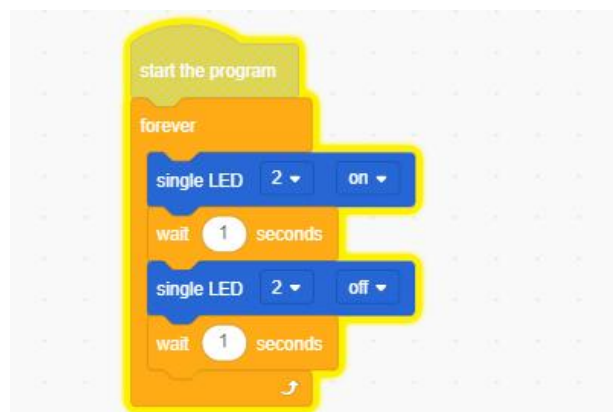 start the program
forever
single LED 2 on
wait 1 seconds
single LED 2 off
wait 1 seconds